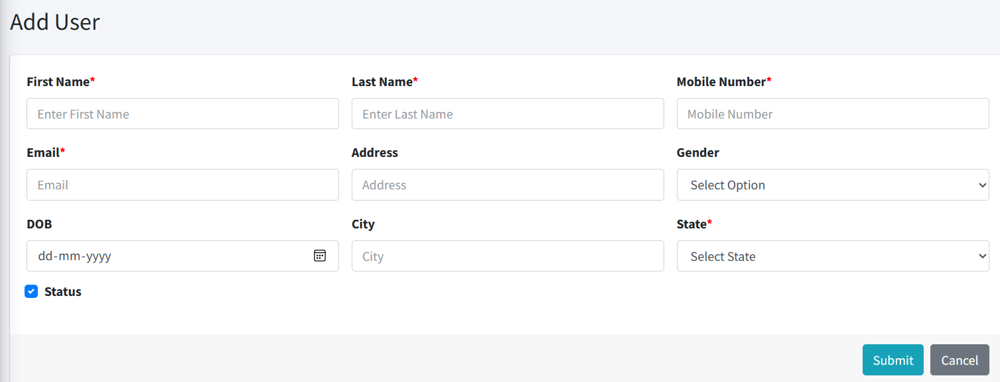 Add User
First Name* Last Name* Mobile Number*
Enter First Name Enter Last Name Mobile Number
Email* Address Gender
Email Address Select Option
DOB City State*
dd-mm-yyyy City Select State
Status
Submit Cancel